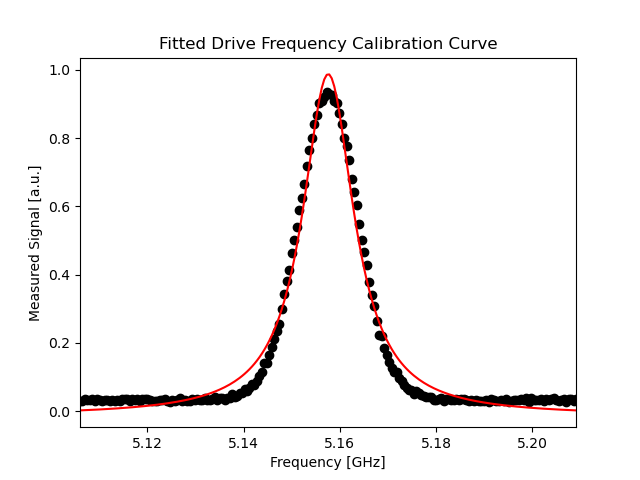 Fitted Drive Frequency Calibration Curve
Measured Signal [a.u.]
1.0
0.8
0.6
0.4
0.2
0.0
5.12 5.14 5.16 5.18 5.20
Frequency [GHz]